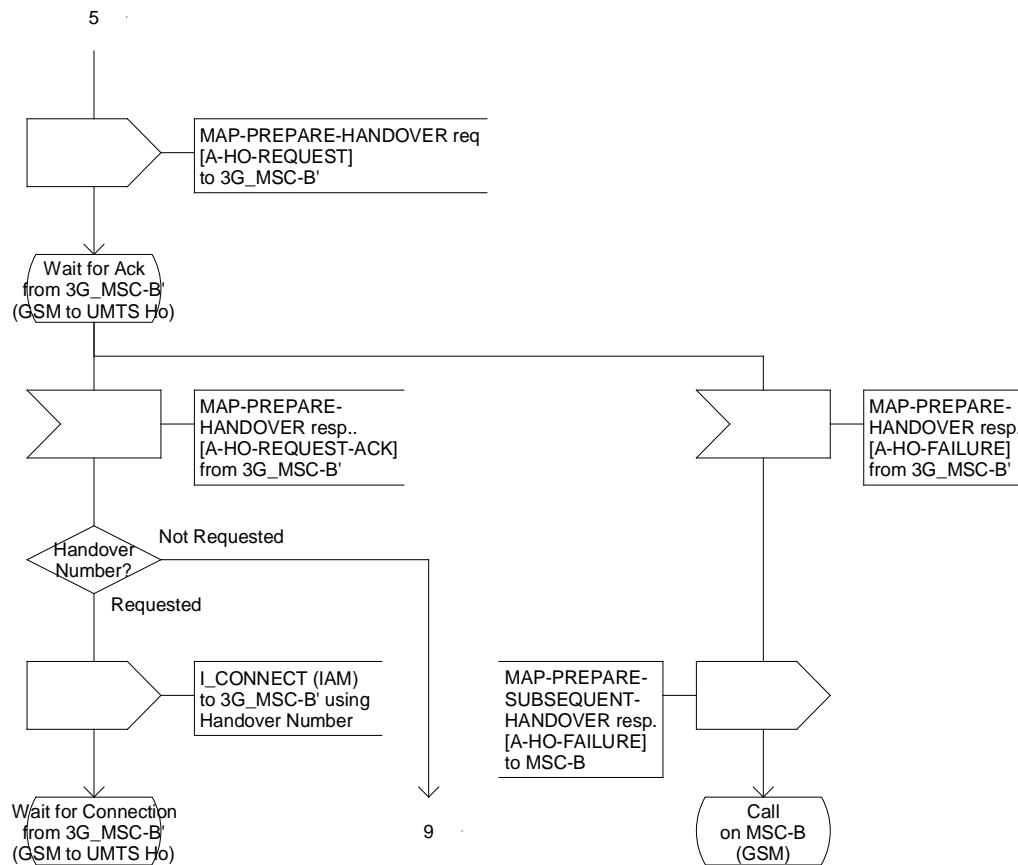 5
MAP-PREPARE-HANDOVER req
[A-HO-REQUEST]
to 3G_MSC-B'
Wait for Ack
from 3G_MSC-B'
(GSM to UMTS Ho)
MAP-PREPARE-
HANDOVER resp..
[A-HO-REQUEST-ACK]
from 3G_MSC-B'
MAP-PREPARE-
HANDOVER resp.
[A-HO-FAILURE]
from 3G_MSC-B'
Handover
Number?
Not Requested
Requested
I_CONNECT (IAM)
to 3G_MSC-B' using
Handover Number
MAP-PREPARE-
SUBSEQUENT-
HANDOVER resp.
[A-HO-FAILURE]
to MSC-B
Wait for Connection
from 3G_MSC-B'
(GSM to UMTS Ho)
9
Call
on MSC-B
(GSM)